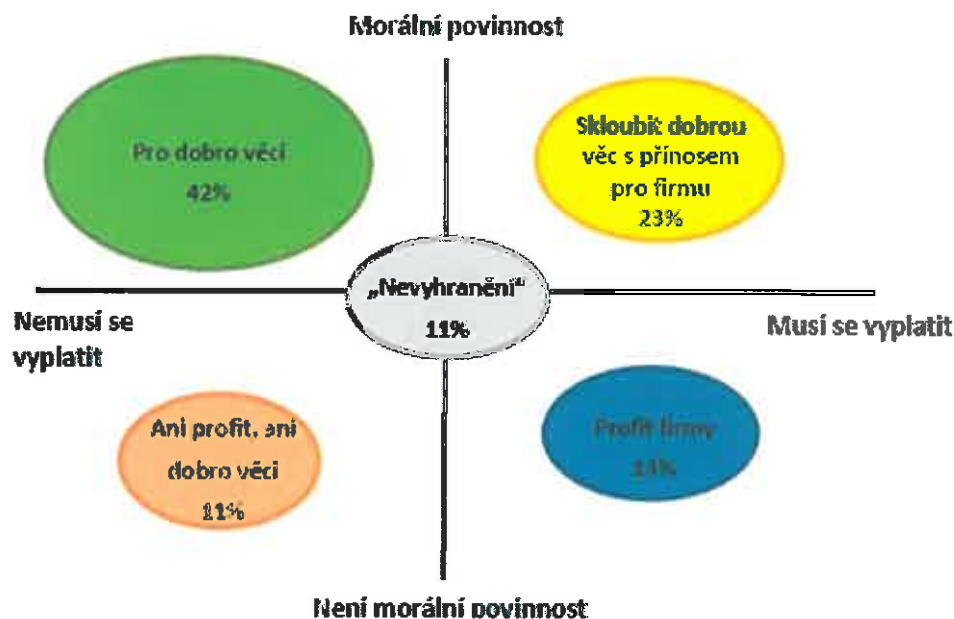 Morální povinnost
Pro dobro věci
42%
Skloubit dobrou
věc s přínosem
pro firmu
23%
„Nevyhranění“
11%
Nemusí se
vyplatit
Musí se vyplatit
Ani profit, ani
dobro věci
11%
Profit firmy
Není morální povinnost